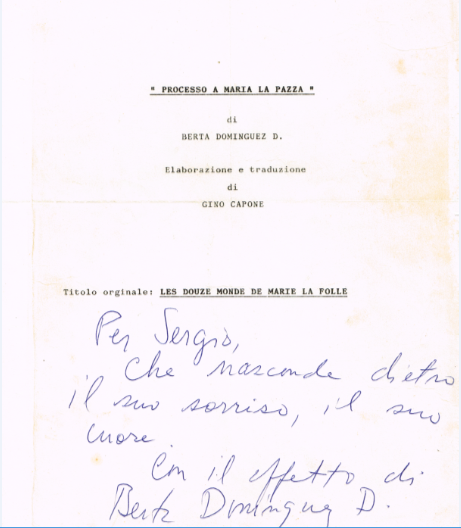 " PROCESSO A MARIA LA PAZZA "
di
BERTA DOMINGUEZ D.
Elaborazione e traduzione
di
GINO CAPONE
Titolo orginale: LES DOUZE MONDE DE MARIE LA FOLLE
Per Sergio,
Che nasconde dietro
il suo sorriso, il suo
cuore.
Con il effetto di
Berta Dominguez D.